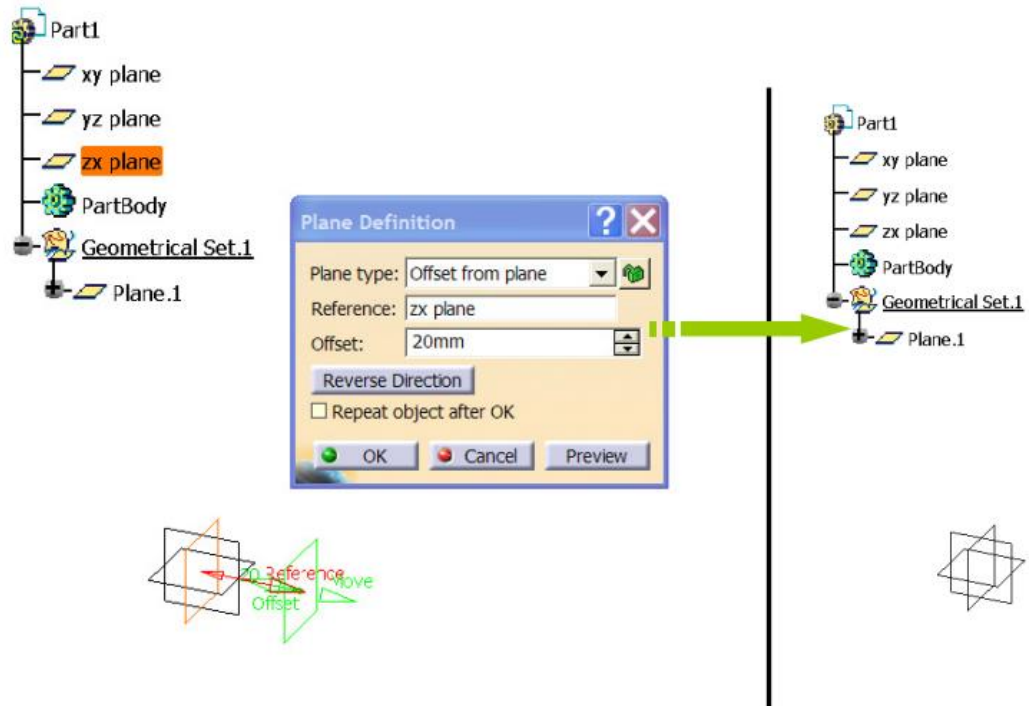 Part1
xy plane
yz plane
zx plane
PartBody
Geometrical Set.1
Plane.1
Plane Definition
Plane type: Offset from plane
Reference: zx plane
Offset: 20mm
Reverse Direction
Repeat object after OK
OK Cancel Preview
Reference
Move
Offset
Part1
xy plane
yz plane
zx plane
PartBody
Geometrical Set.1
Plane.1